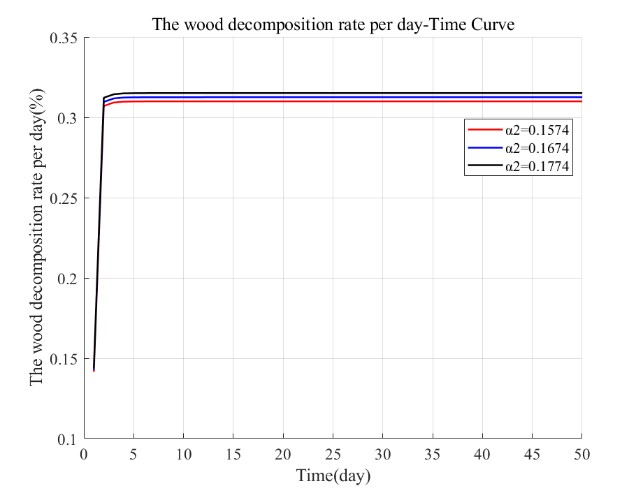 The wood decomposition rate per day-Time Curve
0.35
0.3
0.25
0.2
0.15
0.1
The wood decomposition rate per day(%)
α2=0.1574
α2=0.1674
α2=0.1774
0 5 10 15 20 25 30 35 40 45 50
Time(day)